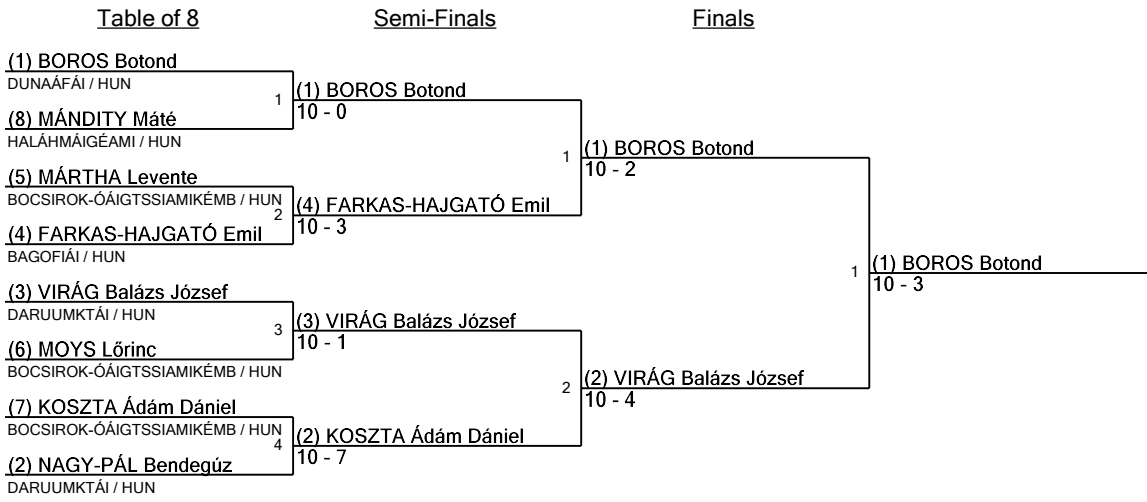 Table of 8
Semi-Finals
Finals
(1) BOROS Botond
DUNAÁFÁI / HUN
1
(8) MÁNDITY Máté
HALÁHMÁIGÉAMI / HUN
(5) MÁRTHA Levente
BOCSIROK-ÓÁIGTSSIAMIKÉMB / HUN
2
(4) FARKAS-HAJGATÓ Emil
BAGOFIÁI / HUN
(3) VIRÁG Balázs József
DARUUMKTÁI / HUN
3
(6) MOYS Lőrinc
BOCSIROK-ÓÁIGTSSIAMIKÉMB / HUN
(7) KOSZTA Ádám Dániel
BOCSIROK-ÓÁIGTSSIAMIKÉMB / HUN
4
(2) NAGY-PÁL Bendegúz
DARUUMKTÁI / HUN
(1) BOROS Botond
10 - 0
1
(4) FARKAS-HAJGATÓ Emil
10 - 3
(3) VIRÁG Balázs József
10 - 1
2
(2) KOSZTA Ádám Dániel
10 - 7
(1) BOROS Botond
10 - 2
1
(2) VIRÁG Balázs József
10 - 4
(1) BOROS Botond
10 - 3